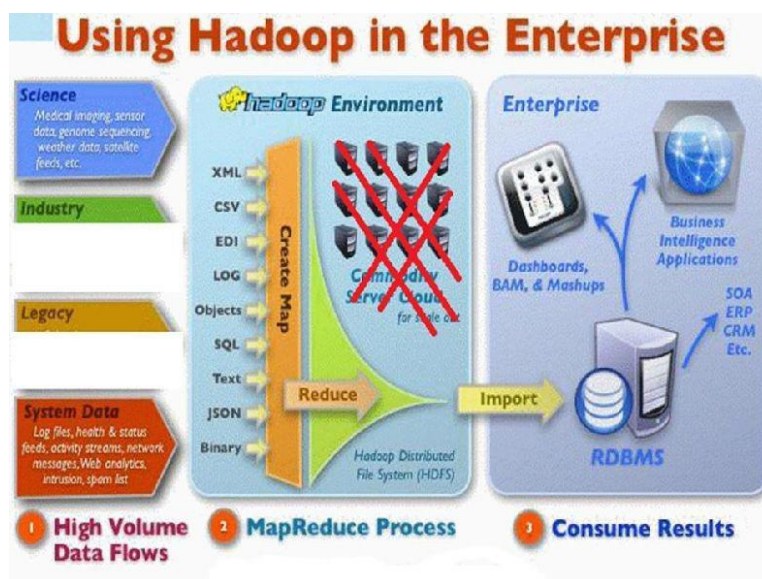 Using Hadoop in the Enterprise
Science
Medical imaging, sensor
data, genome sequencing,
weather data, satellite
feeds, etc.
Industry
Legacy
System Data
Log files, health & status
feeds, activity streams, network
messages, Web analytics,
intrusion, spam list
1 High Volume
Data Flows
hadoop Environment
XML
CSV
EDI
LOG
Objects
SQL
Text
JSON
Binary
Create Map
Commodity
Server Cloud
for scale out
Reduce
Hadoop Distributed
File System (HDFS)
2 MapReduce Process
Import
Enterprise
Dashboards,
BAM, & Mashups
Business
Intelligence
Applications
SOA
ERP
CRM
Etc.
RDBMS
3 Consume Results